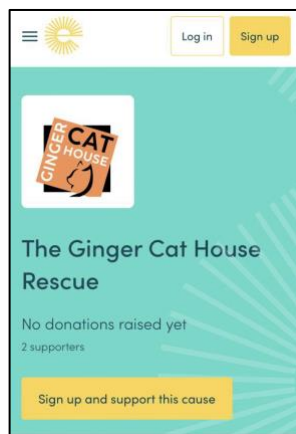 Log in
Sign up
GINGER
CAT
HOUSE
The Ginger Cat House
Rescue
No donations raised yet
2 supporters
Sign up and support this cause